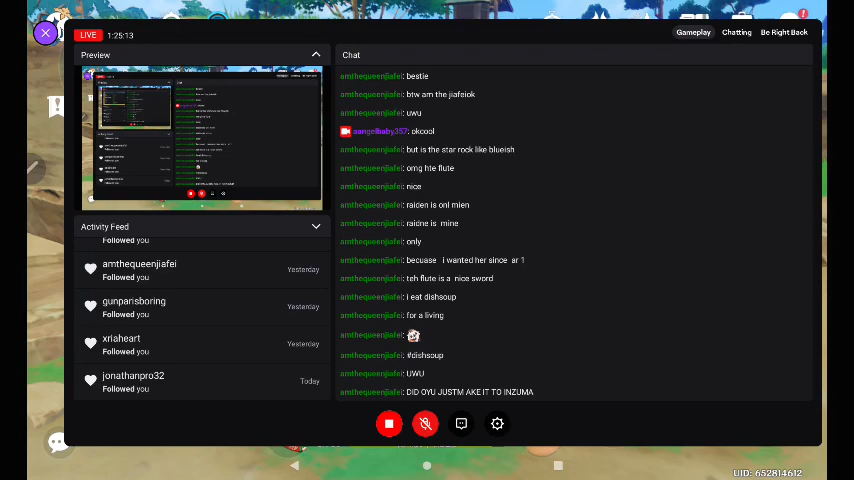 LIVE 1:25:13
Gameplay Chatting Be Right Back
Preview
Activity Feed
Followed you
amthequeenjiafei
Followed you
Yesterday
gunparisboring
Followed you
Yesterday
xriaheart
Followed you
Yesterday
jonathanpro32
Followed you
Today
Chat
amthequeenjiafei: bestie
amthequeenjiafei: btw am the jiafeiok
amthequeenjiafei: uwu
aangelbaby357: okcool
amthequeenjiafei: but is the star rock like blueish
amthequeenjiafei: omg hte flute
amthequeenjiafei: nice
amthequeenjiafei: raiden is onl mien
amthequeenjiafei: raidne is mine
amthequeenjiafei: only
amthequeenjiafei: becuase i wanted her since ar 1
amthequeenjiafei: teh flute is a nice sword
amthequeenjiafei: i eat dishsoup
amthequeenjiafei: for a living
amthequeenjiafei:
amthequeenjiafei: #dishsoup
amthequeenjiafei: UWU
amthequeenjiafei: DID OYU JUSTM AKE IT TO INZUMA
UID: 652814612